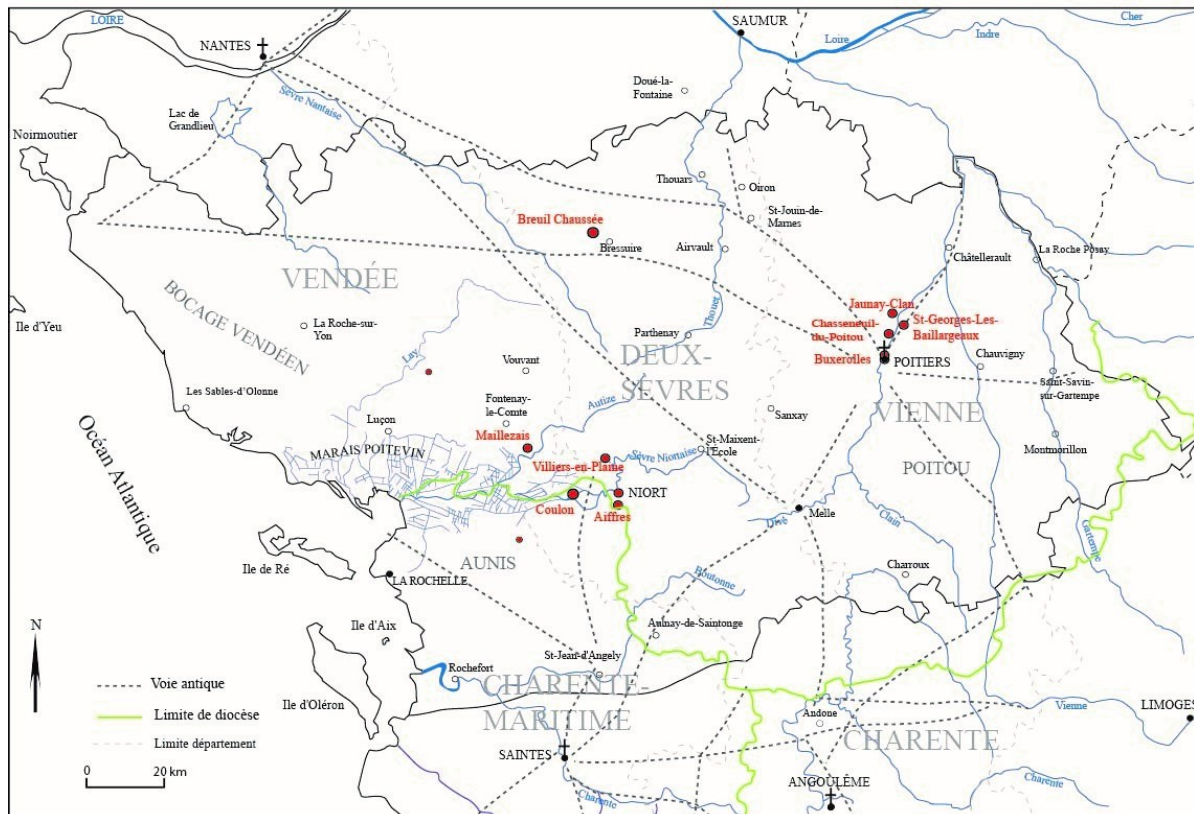 LOIRE
NANTES
SAUMUR
Loire
Cher
Indre
Sèvre Nantaise
Doué-la-
Fontaine
Lac de
Grandlieu
Noirmoutier
Thouars
Oiron
St-Jouin-de-
Marnes
Breuil Chaussée
Bressuire
Airvault
Châtellerault
La Roche Posay
VENDÉE
BOCAGE VENDÉEN
Ile d'Yeu
La Roche-sur-
Yon
Lay
Parthenay
Thouet
Jaunay-Clan
St-Georges-Les-
Baillargeaux
Chasseneuil-
du-Poitou
Buxerolles
POITIERS
Chauvigny
Vouvant
DEUX-
SÈVRES
Saint-Savin-
sur-Gartempe
Les Sables-d'Olonne
Fontenay-
le-Comte
Autize
Sanxay
VIENNE
Luçon
Maillezais
St-Maixent-
l'École
Montmorillon
MARAIS POITEVIN
Villiers-en-Plaine
Sèvre Niortaise
POITOU
Océan Atlantique
Coulon
NIORT
Aiffres
Dive
Melle
Clain
Gartempe
Ile de Ré
AUNIS
LA ROCHELLE
Boutonne
Charroux
Ile d'Aix
Aulnay-de-Saintonge
N
Rochefort
St-Jean-d'Angely
Voie antique
Ile d'Oléron
CHARENTE-
MARITIME
Limite de diocèse
Andone
Vienne
LIMOGES
Limite département
SAINTES
CHARENTE
0 20 km
ANGOULÊME
Charente
Charente